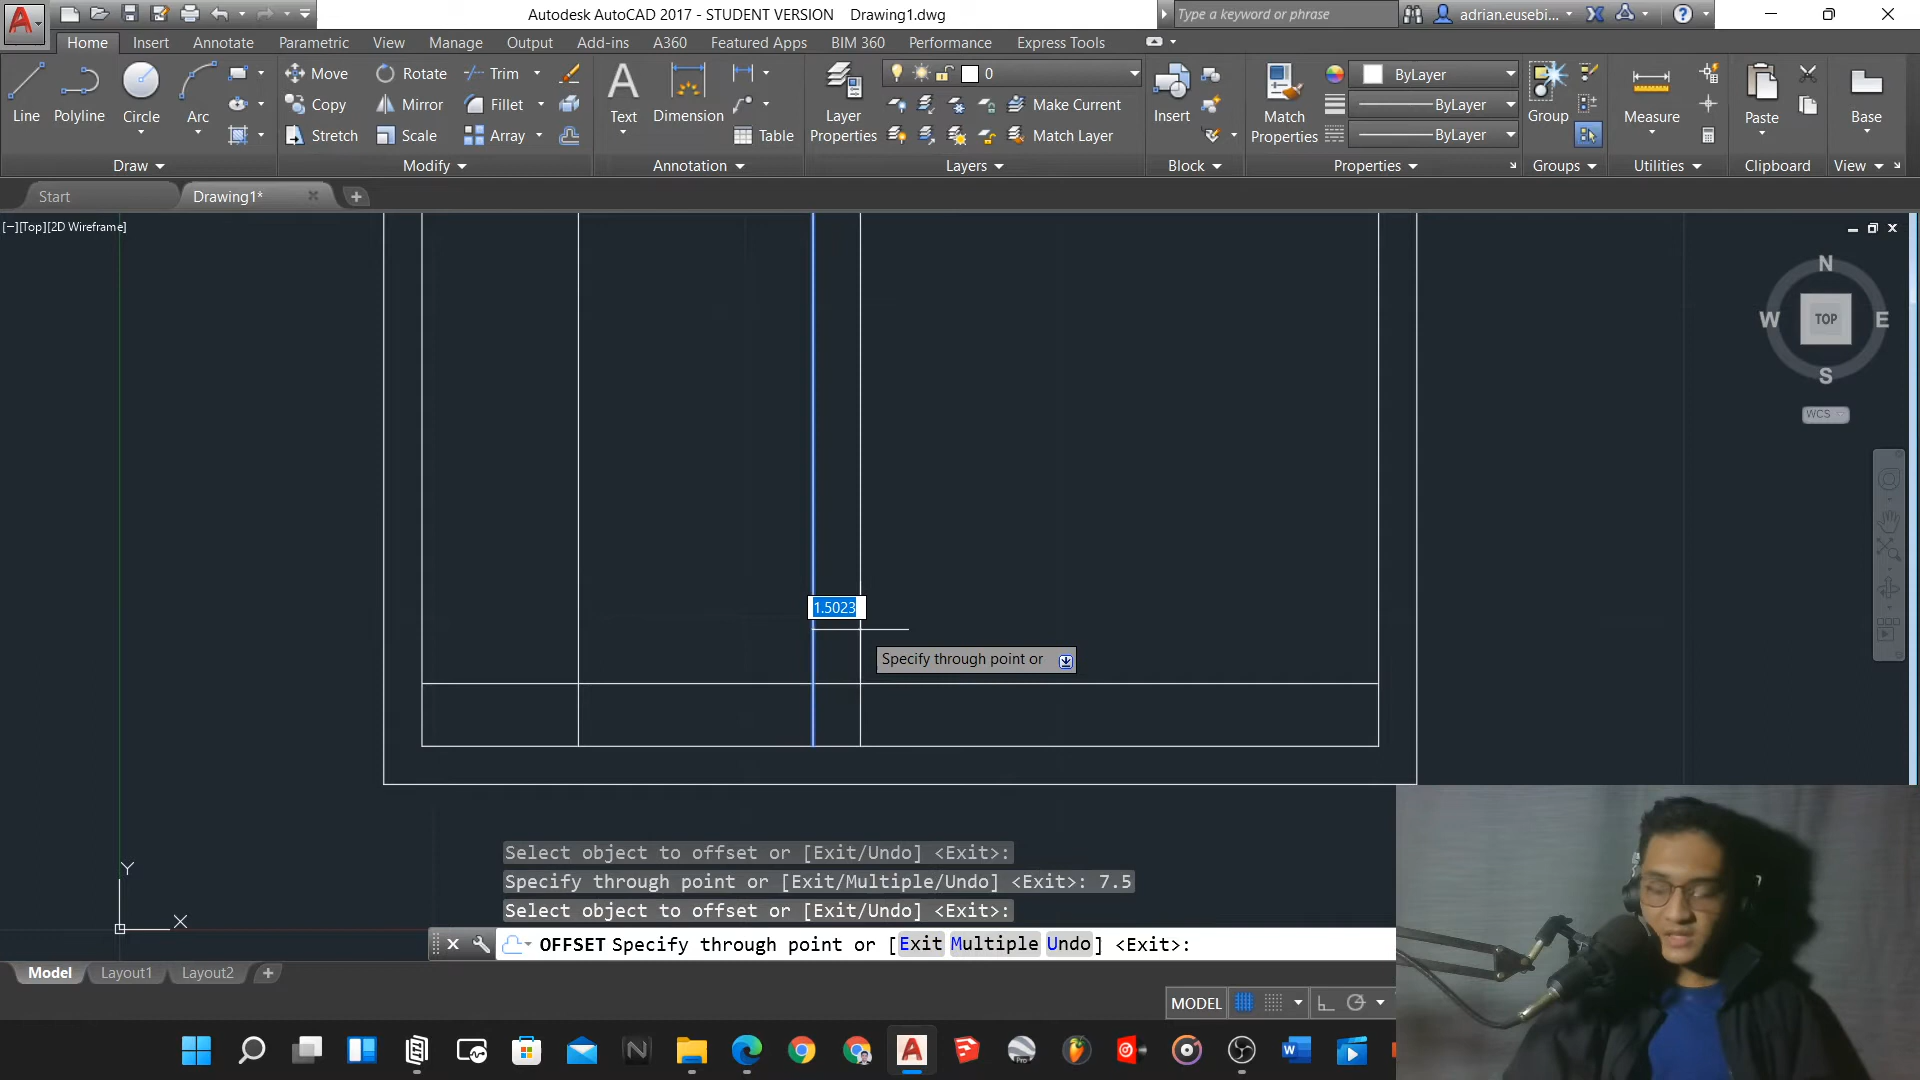 Autodesk AutoCAD 2017 - STUDENT VERSION Drawing1.dwg
Type a keyword or phrase
adrian.eusebi...
Home Insert Annotate Parametric View Manage Output Add-ins A360 Featured Apps BIM 360 Performance Express Tools
Line Polyline Circle Arc
Draw
Move Rotate Trim
Copy Mirror Fillet
Stretch Scale Array
Modify
Text Dimension Table
Annotation
Layer Properties
0
Make Current
Match Layer
Layers
Insert
Block
Match Properties
ByLayer
ByLayer
ByLayer
Properties
Group
Groups
Measure
Utilities
Paste
Clipboard
Base
View
Start Drawing1*
[−][Top][2D Wireframe]
N
W TOP E
S
WCS
1.5023
Specify through point or
Y
X
Select object to offset or [Exit/Undo] <Exit>:
Specify through point or [Exit/Multiple/Undo] <Exit>: 7.5
Select object to offset or [Exit/Undo] <Exit>:
OFFSET Specify through point or [Exit Multiple Undo] <Exit>:
Model Layout1 Layout2
MODEL